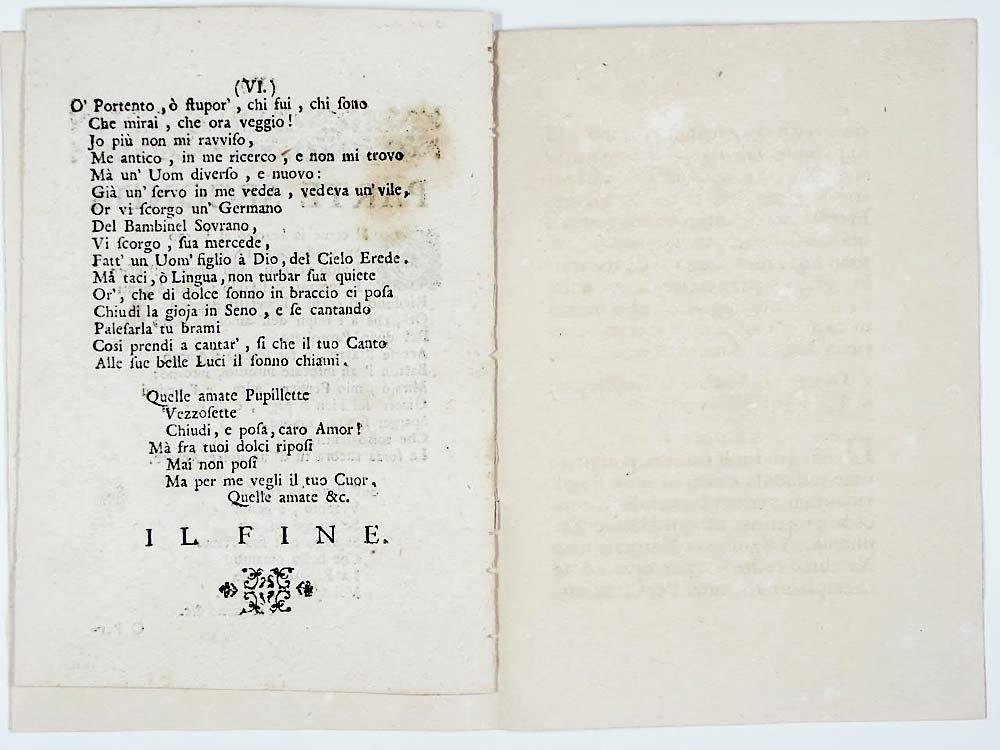 (VI.)
O' Portento, ò ſtupor', chi fui, chi ſono
Che mirai, che ora veggio!
Jo più non mi ravviſo,
Me antico, in me ricerco, e non mi trovo
Mà un' Uom diverſo, e nuovo:
Già un' ſervo in me vedea, vedeva un' vile,
Or vi ſcorgo un' Germano
Del Bambinel Sovrano,
Vi ſcorgo, ſua mercede,
Fatt' un Uom' figlio à Dio, del Cielo Erede.
Mà taci, ò Lingua, non turbar ſua quiete
Or', che di dolce ſonno in braccio ei poſa
Chiudi la gioja in Seno, e ſe cantando
Paleſarla tu brami
Cosi prendi a cantar', ſi che il tuo Canto
Alle ſue belle Luci il ſonno chiami.
Quelle amate Pupillette
Vezzoſette
Chiudi, e poſa, caro Amor!
Mà fra tuoi dolci ripoſi
Mai non poſi
Ma per me vegli il tuo Cuor,
Quelle amate &c.
IL FINE.